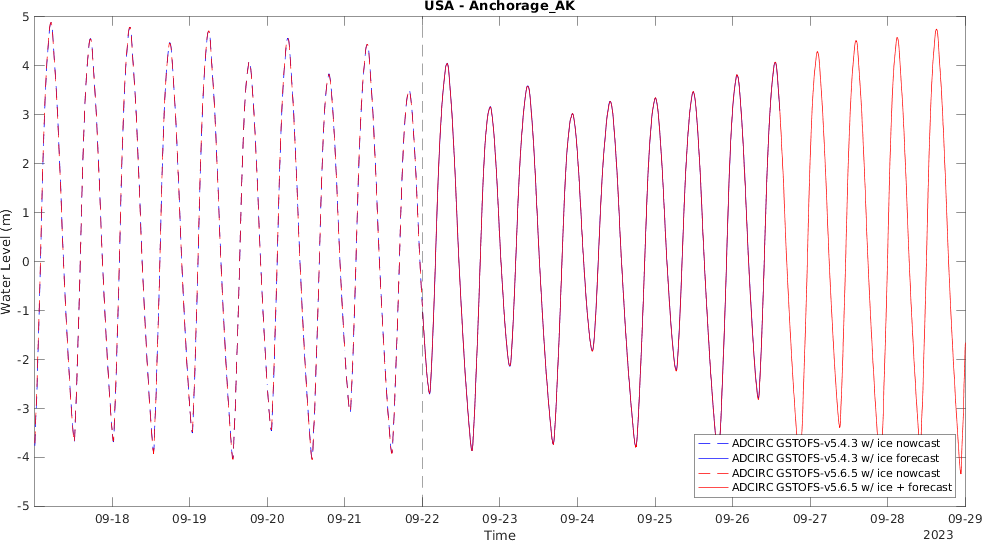 USA - Anchorage_AK
5
4
3
2
1
0
-1
-2
-3
-4
-5
Water Level (m)
ADCIRC GSTOFS-v5.4.3 w/ ice nowcast
ADCIRC GSTOFS-v5.4.3 w/ ice forecast
ADCIRC GSTOFS-v5.6.5 w/ ice nowcast
ADCIRC GSTOFS-v5.6.5 w/ ice + forecast
09-18 09-19 09-20 09-21 09-22 09-23 09-24 09-25 09-26 09-27 09-28 09-29
Time 2023